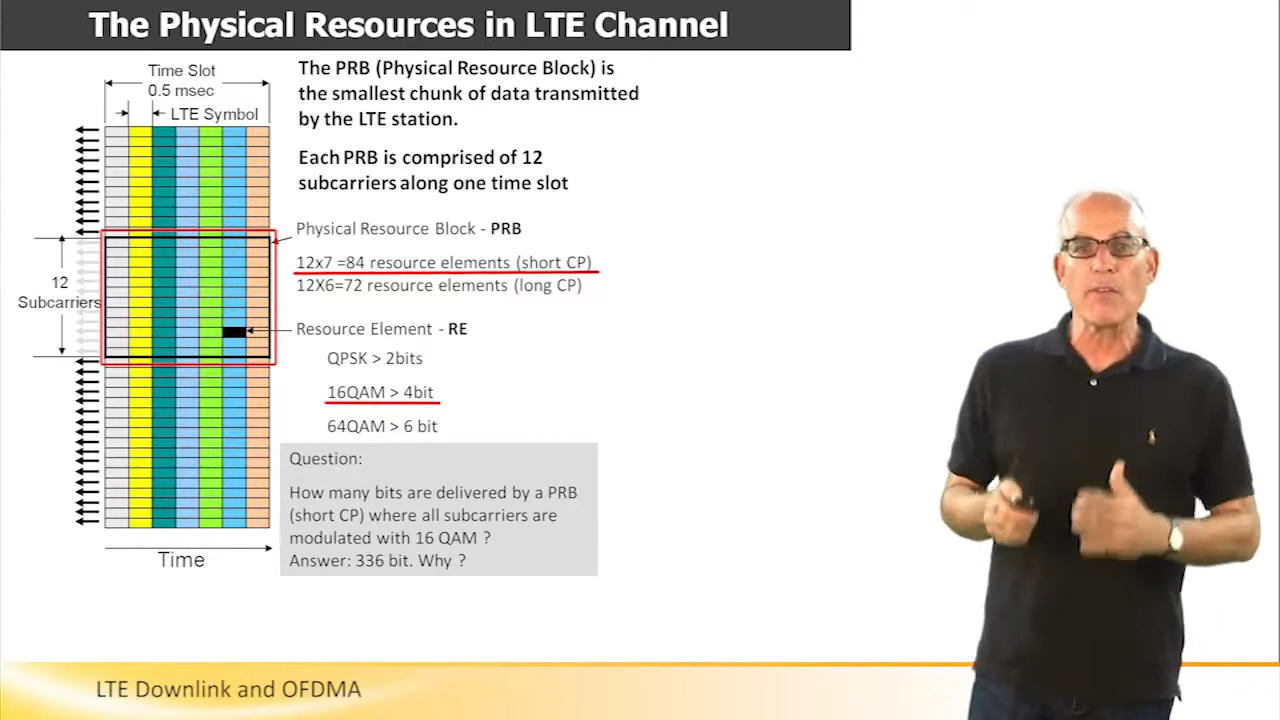 The Physical Resources in LTE Channel
Time Slot
0.5 msec
LTE Symbol
12
Subcarriers
Time
The PRB (Physical Resource Block) is
the smallest chunk of data transmitted
by the LTE station.
Each PRB is comprised of 12
subcarriers along one time slot
Physical Resource Block - PRB
12x7 =84 resource elements (short CP)
12X6=72 resource elements (long CP)
Resource Element - RE
QPSK > 2bits
16QAM > 4bit
64QAM > 6 bit
Question:
How many bits are delivered by a PRB
(short CP) where all subcarriers are
modulated with 16 QAM ?
Answer: 336 bit. Why ?
LTE Downlink and OFDMA